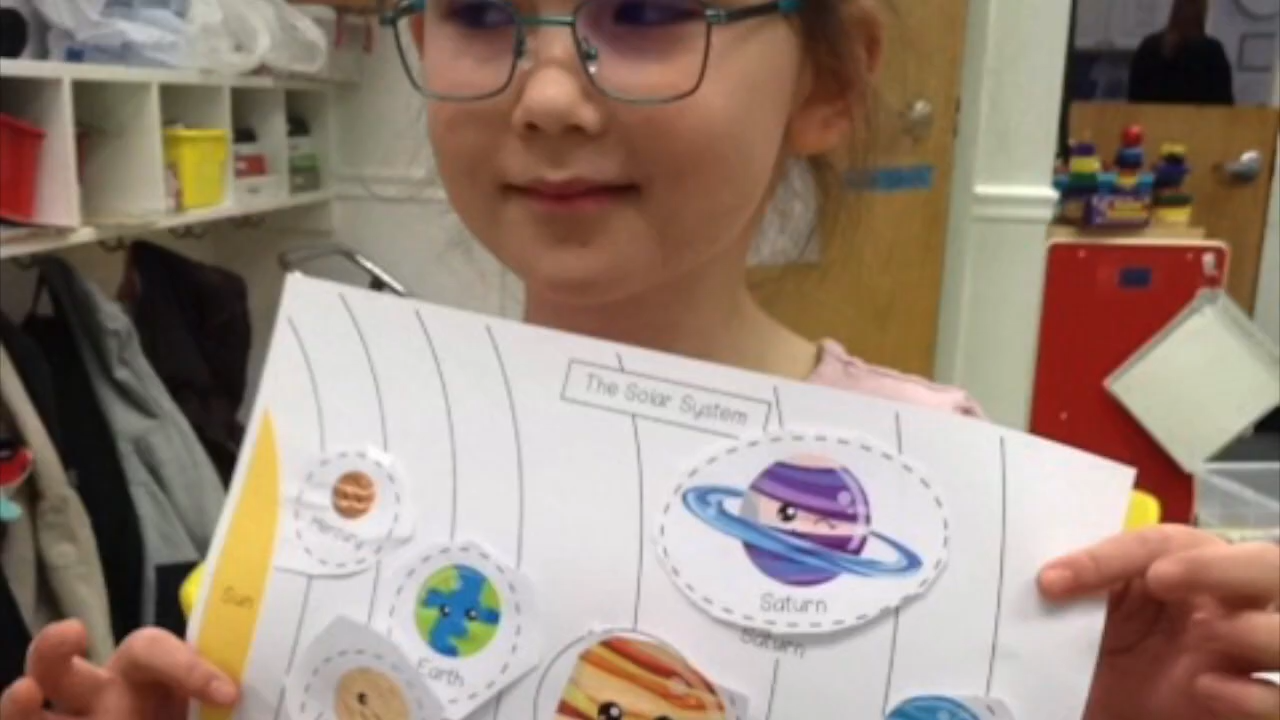 The Solar System
Mercury
Sun
Saturn
Saturn
Earth